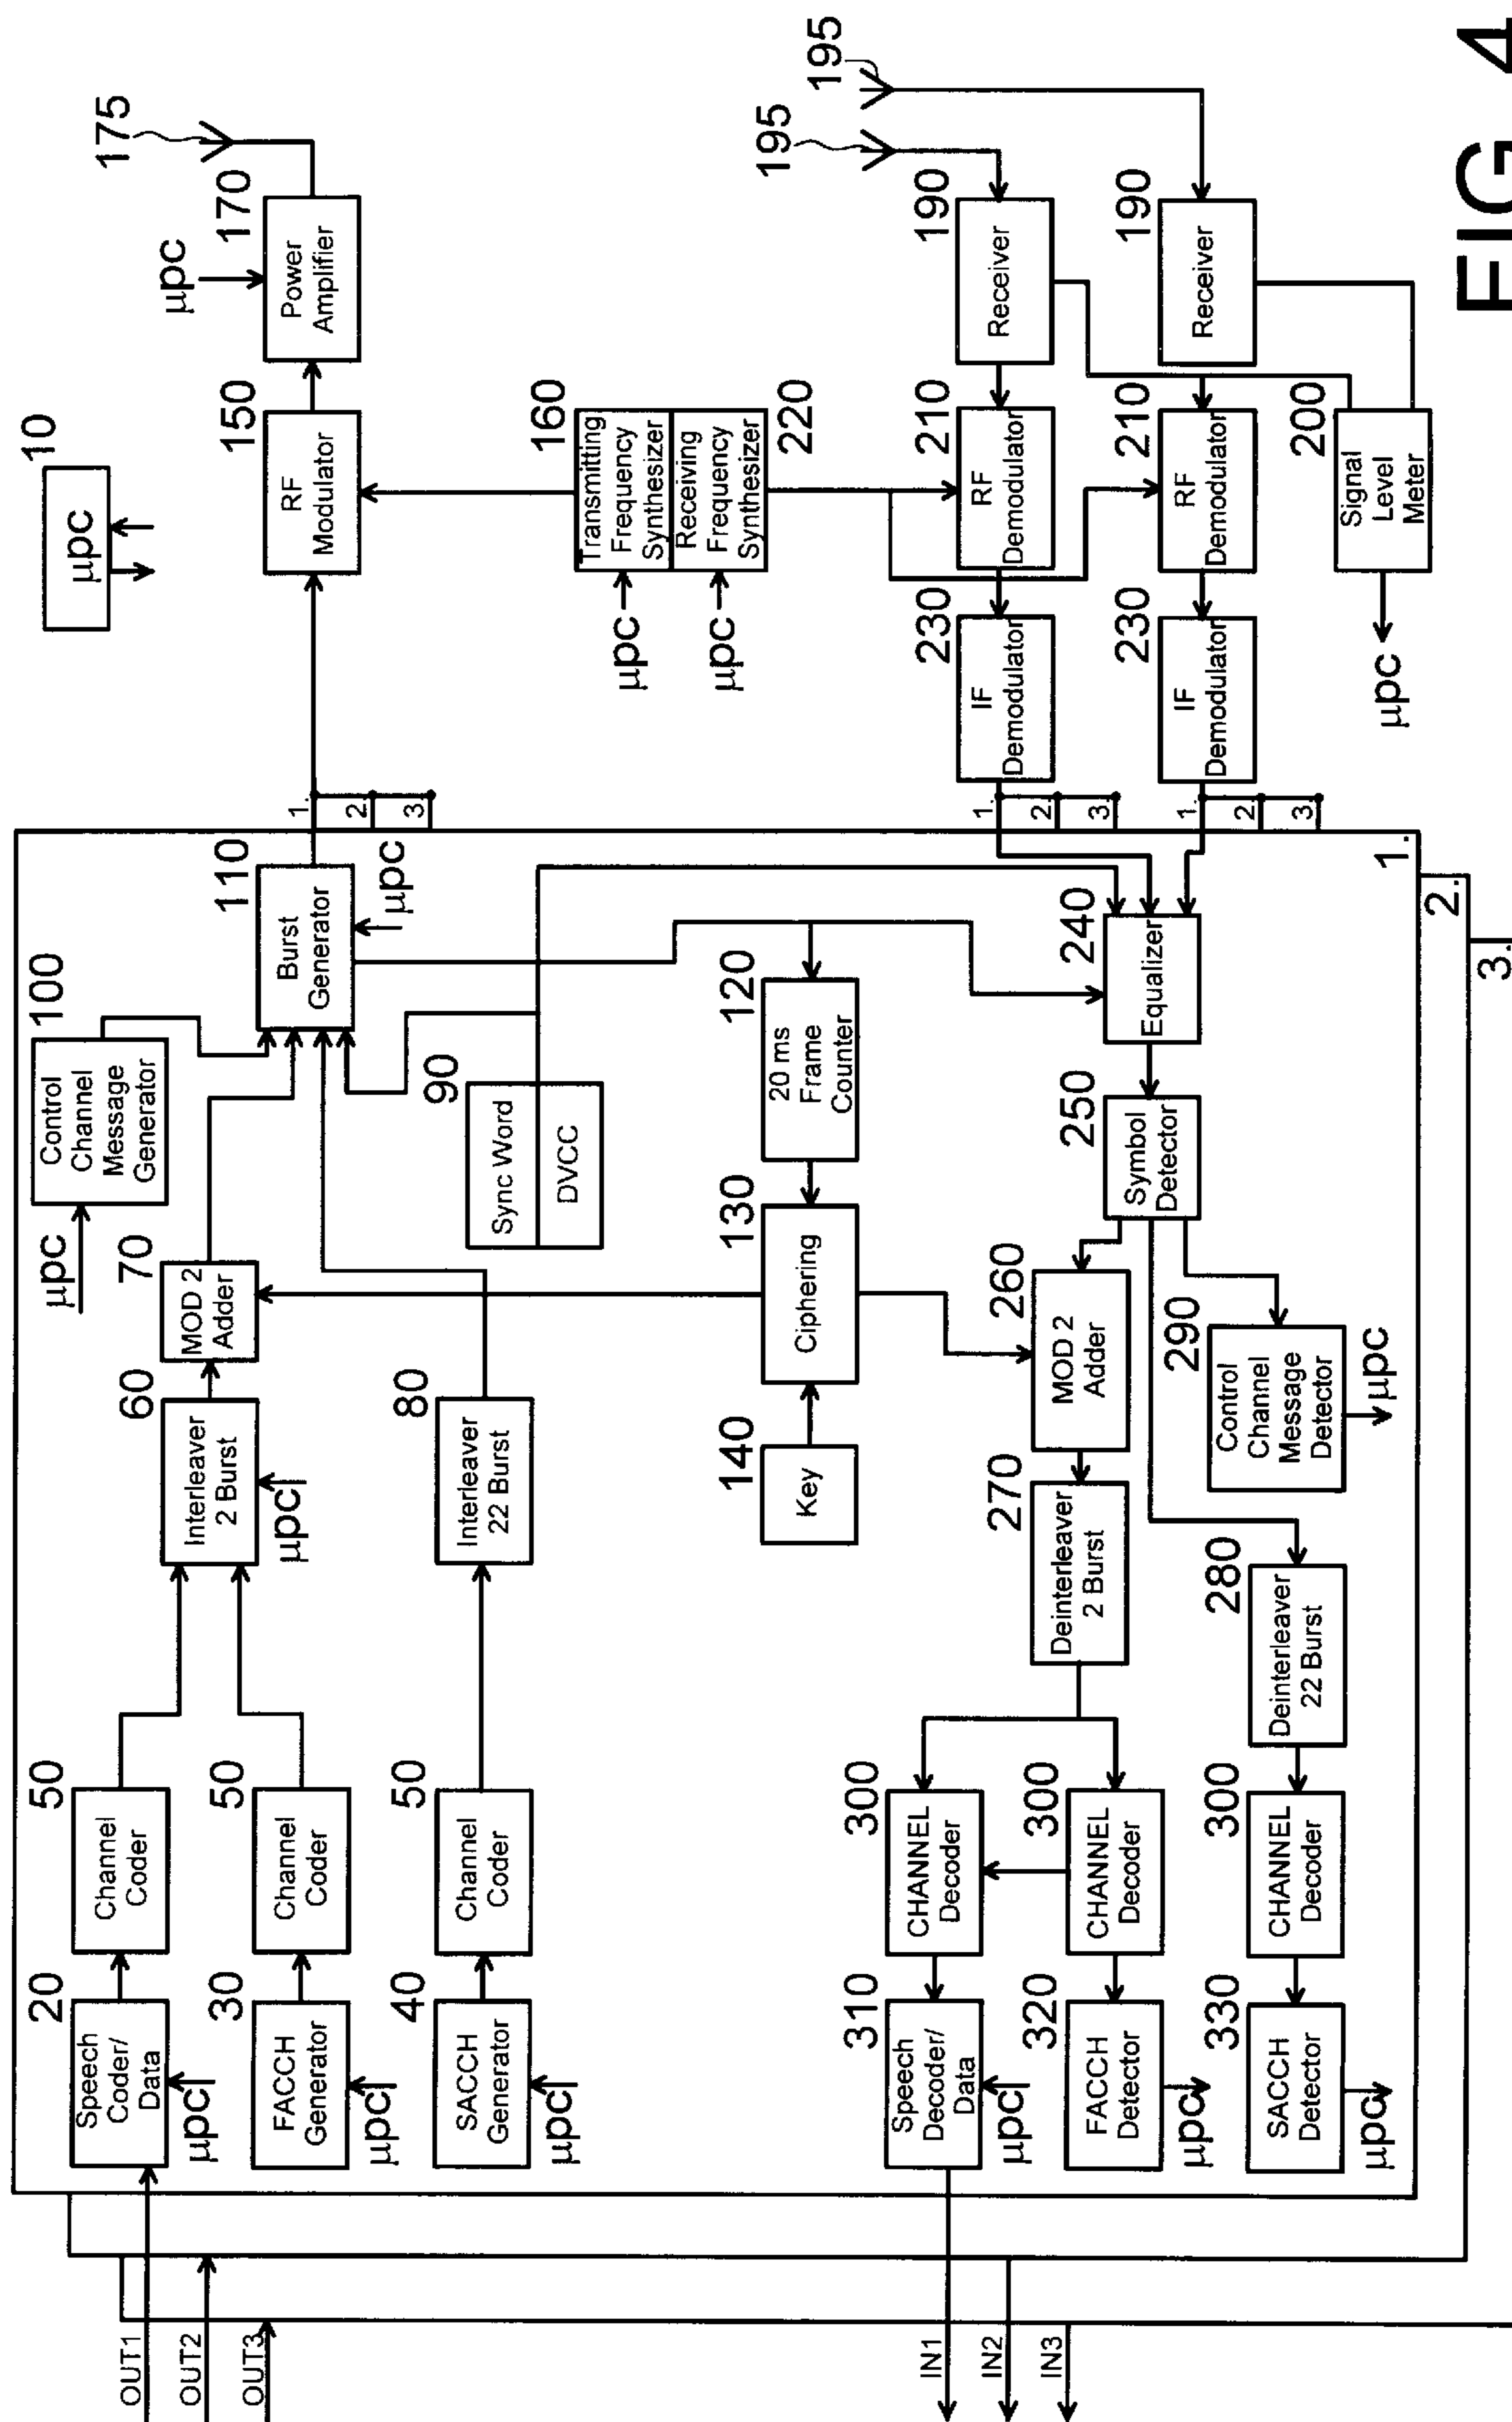 10
μpc
175
μpc
170
Power
Amplifier
150
RF
Modulator
1.
2.
3.
100
Control
Channel
Message
Generator
μpc
110
Burst
Generator
μpc
70
MOD 2
Adder
60
Interleaver
2 Burst
μpc
50
Channel
Coder
20
Speech
Coder/
Data
μpc
50
Channel
Coder
30
FACCH
Generator
μpc
80
Interleaver
22 Burst
50
Channel
Coder
40
SACCH
Generator
μpc
OUT1
OUT2
OUT3
90
Sync Word
DVCC
160
Transmitting
Frequency
Synthesizer
Receiving
Frequency
Synthesizer
220
μpc
μpc
120
20 ms
Frame
Counter
130
Ciphering
140
Key
195
195
190
Receiver
210
RF
Demodulator
230
IF
Demodulator
1.
2.
3.
190
Receiver
210
RF
Demodulator
230
IF
Demodulator
1.
2.
3.
200
Signal
Level
Meter
μpc
240
Equalizer
250
Symbol
Detector
260
MOD 2
Adder
270
Deinterleaver
2 Burst
290
Control
Channel
Message
Detector
μpc
280
Deinterleaver
22 Burst
300
CHANNEL
Decoder
310
Speech
Decoder/
Data
μpc
300
CHANNEL
Decoder
320
FACCH
Detector
μpc
300
CHANNEL
Decoder
330
SACCH
Detector
μpc
IN1
IN2
IN3
1.
2.
3.
FIG 4